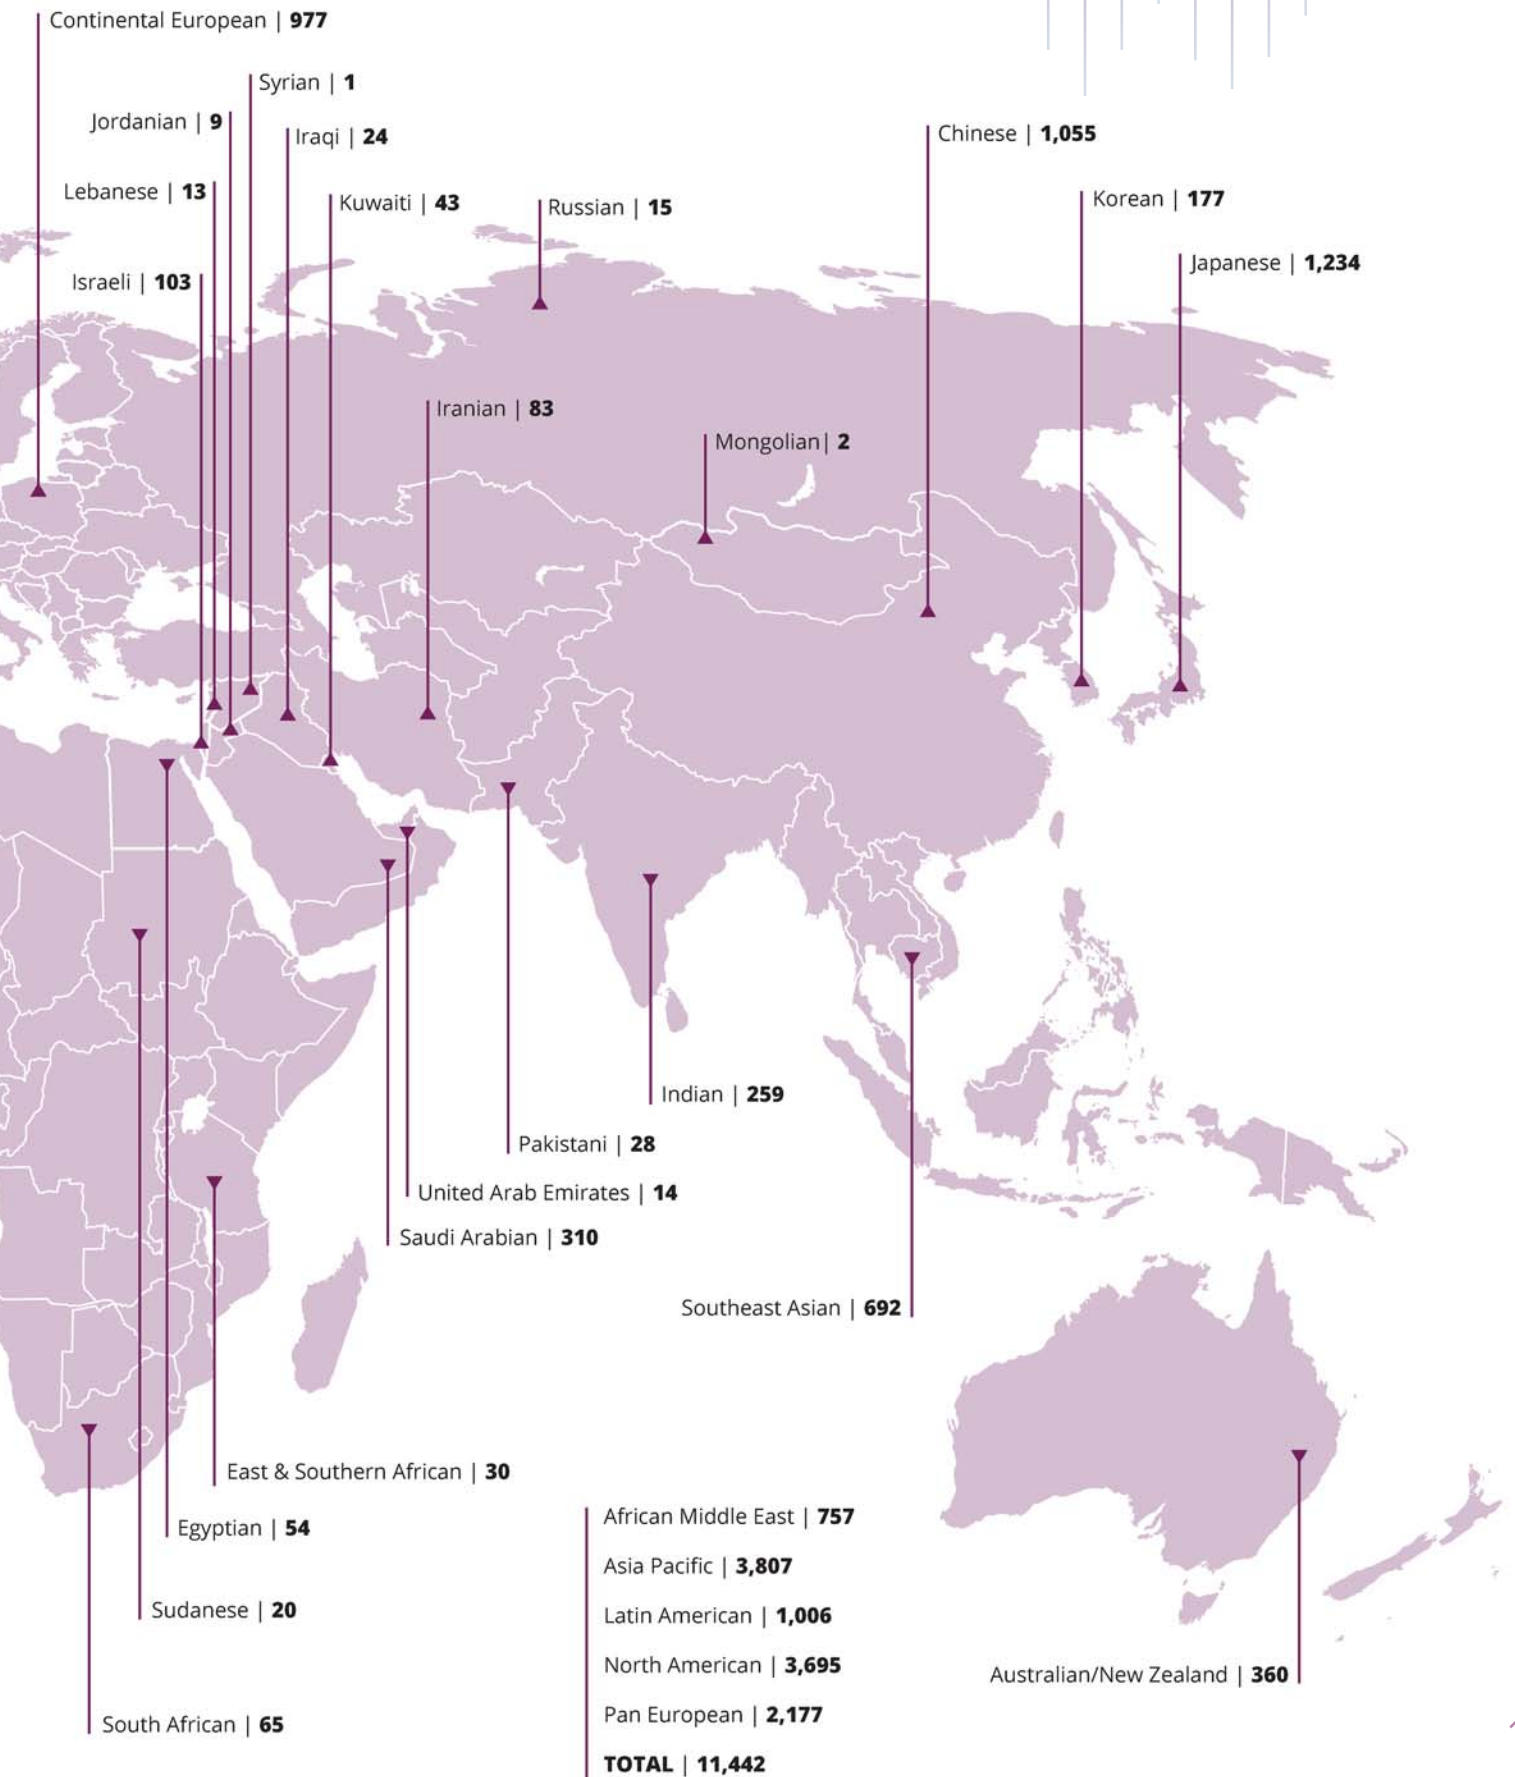 Continental European | 977
Syrian | 1
Jordanian | 9
Iraqi | 24
Chinese | 1,055
Lebanese | 13
Kuwaiti | 43
Russian | 15
Korean | 177
Israeli | 103
Japanese | 1,234
Iranian | 83
Mongolian| 2
Indian | 259
Pakistani | 28
United Arab Emirates | 14
Saudi Arabian | 310
Southeast Asian | 692
East & Southern African | 30
Egyptian | 54
Sudanese | 20
South African | 65
African Middle East | 757
Asia Pacific | 3,807
Latin American | 1,006
North American | 3,695
Pan European | 2,177
TOTAL | 11,442
Australian/New Zealand | 360